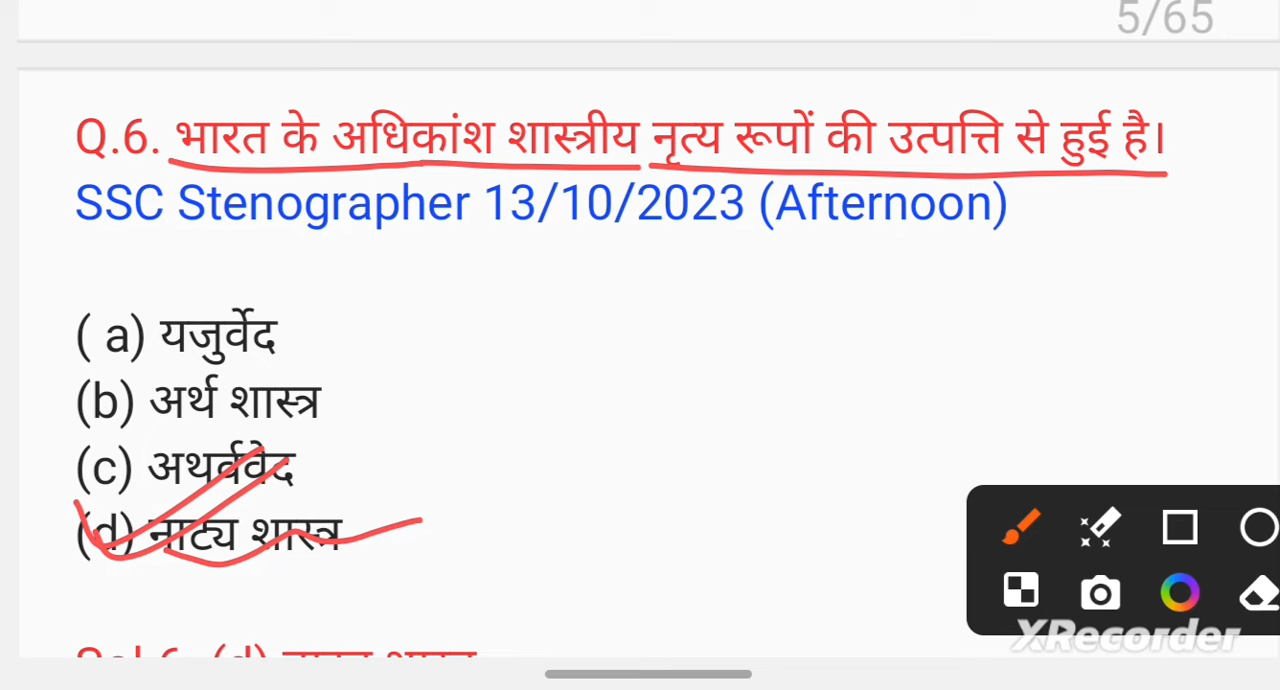 5/65
Q.6. भारत के अधिकांश शास्त्रीय नृत्य रूपों की उत्पत्ति से हुई है।
SSC Stenographer 13/10/2023 (Afternoon)
( a) यजुर्वेद
(b) अर्थ शास्त्र
(c) अथर्ववेद
(d) नाट्य शास्त्र
XRecorder